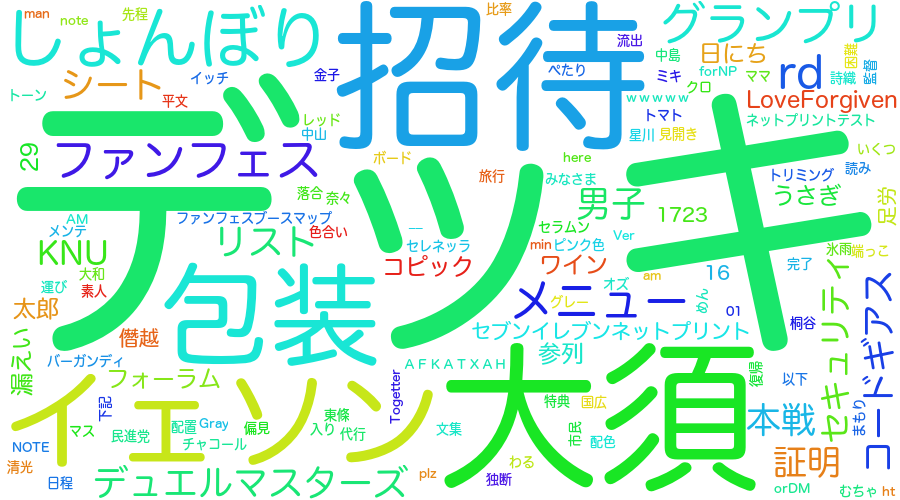 man
note
先程
しょんぼり
招待
比率
グランプリ
流出
中島
困難
監督
シート
イッチ
金子
ぺたり
ミキ
forNP
ママ
日にち
rd
詩織
クロ
トーン
平文
デッキ
ｗｗｗｗｗ
LoveForgiven
レッド
トマト
ネットプリントテスト
中山
星川
見開き
29
ファンフェス
ボード
here
いくつ
旅行
みなさま
トリミング
読み
落合
奈々
男子
うさぎ
足労
AM
メンテ
ファンフェスブースマップ
セラムン
1723
KNU
リスト
色合い
セレネッラ
min
ピンク色
Ver
氷雨
端っこ
大和
コピック
ワイン
16
完了
運び
素人
包装
オズ
am
めん
太郎
僭越
メニュー
グレー
01
桐谷
セブンイレブンネットプリント
漏えい
バーガンディ
参列
セキュリティ
コードギアス
フォーラム
AFKATXAH
復帰
以下
イエソン
大須
Togetter
下記
東條
特典
国広
本戦
まもり
マス
民進党
配置
Gray
偏見
入り
代行
文集
市民
配色
NOTE
チャコール
清光
わる
証明
日程
デュエルマスターズ
plz
独断
orDM
むちゃ
ht